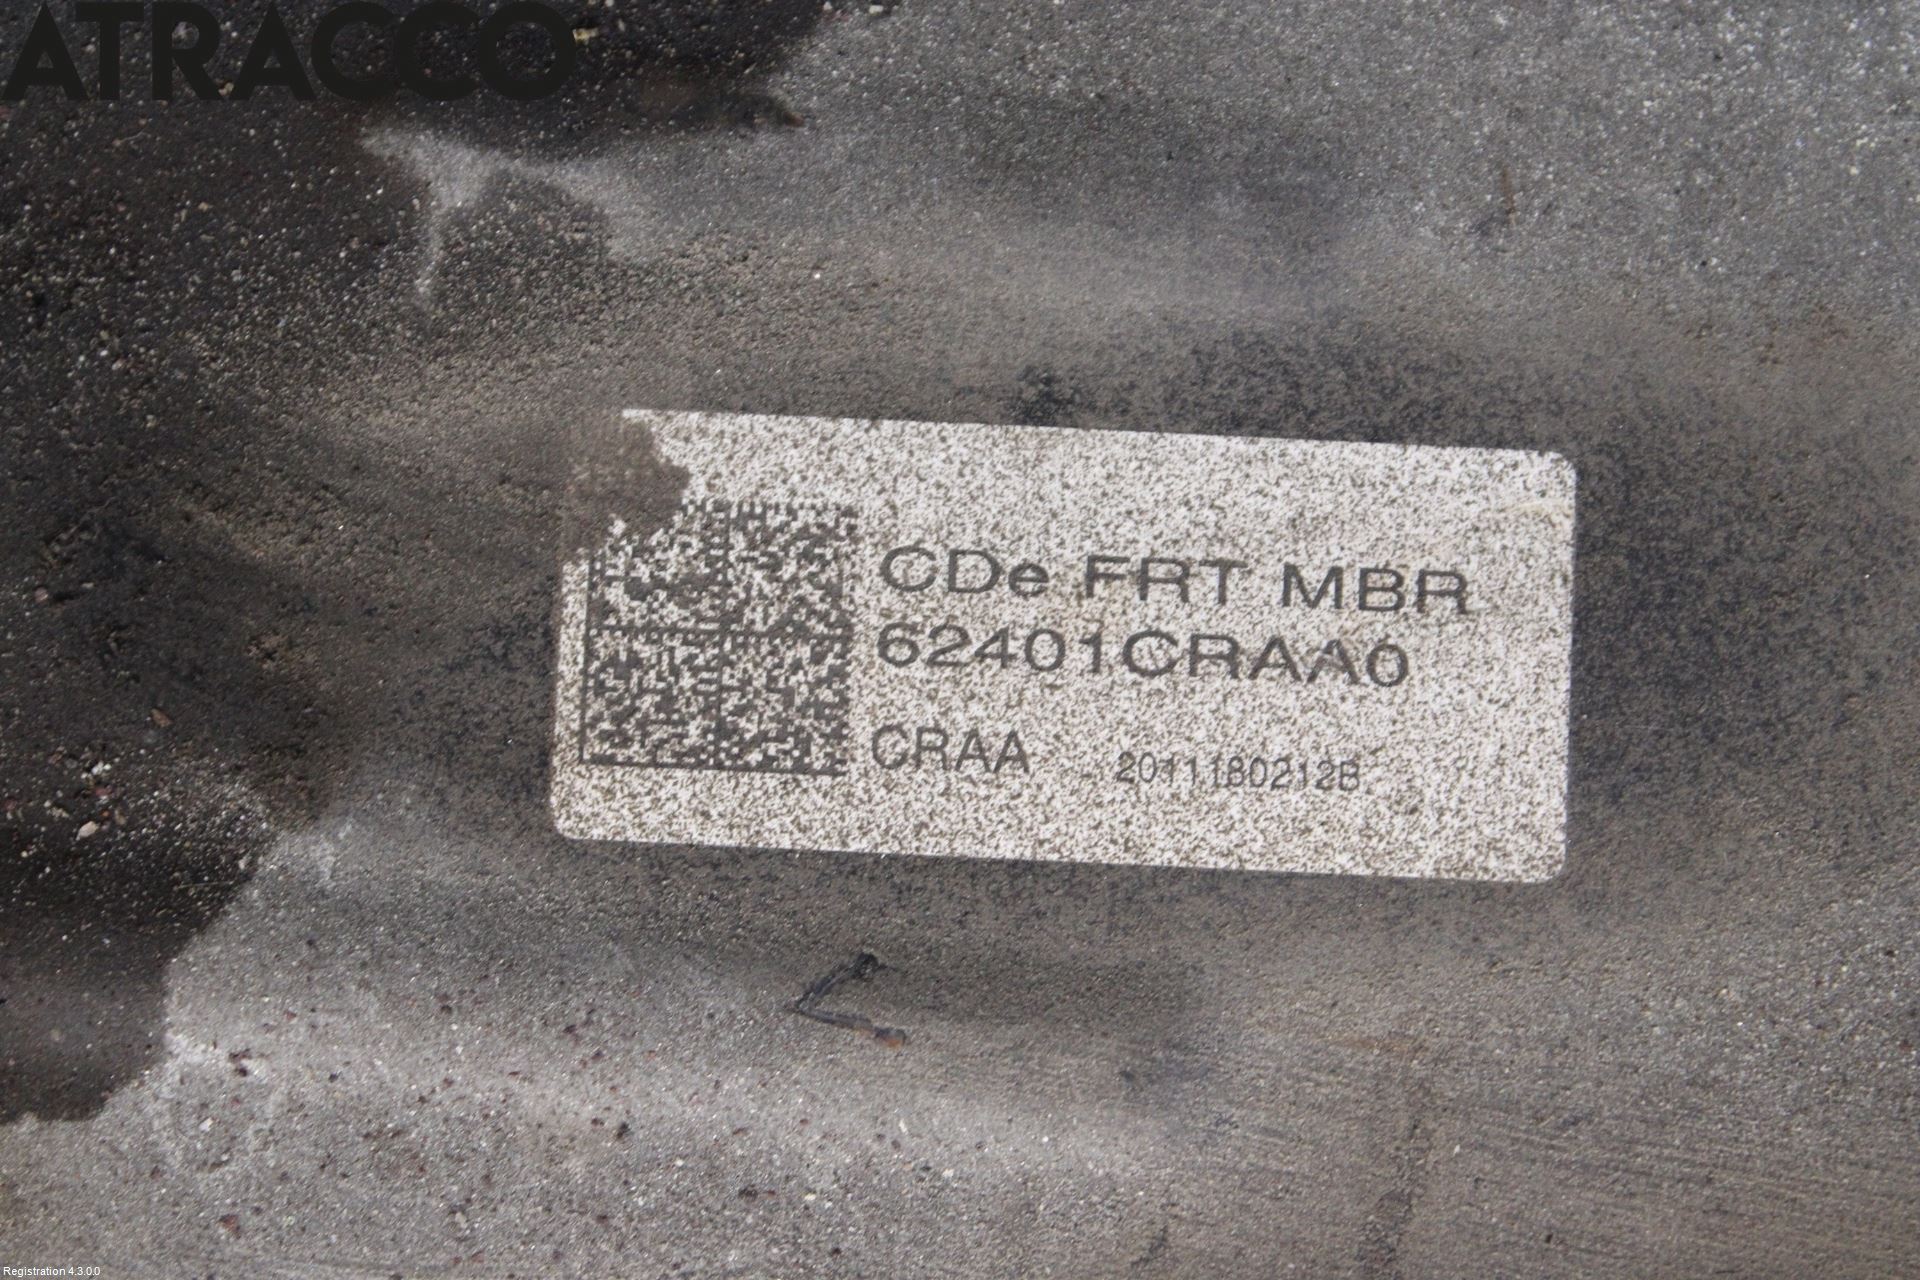 ATRACCO
CDe FRT MBR
62401CRAA0
CRAA 2011180212B
Registration 4.3.0.0